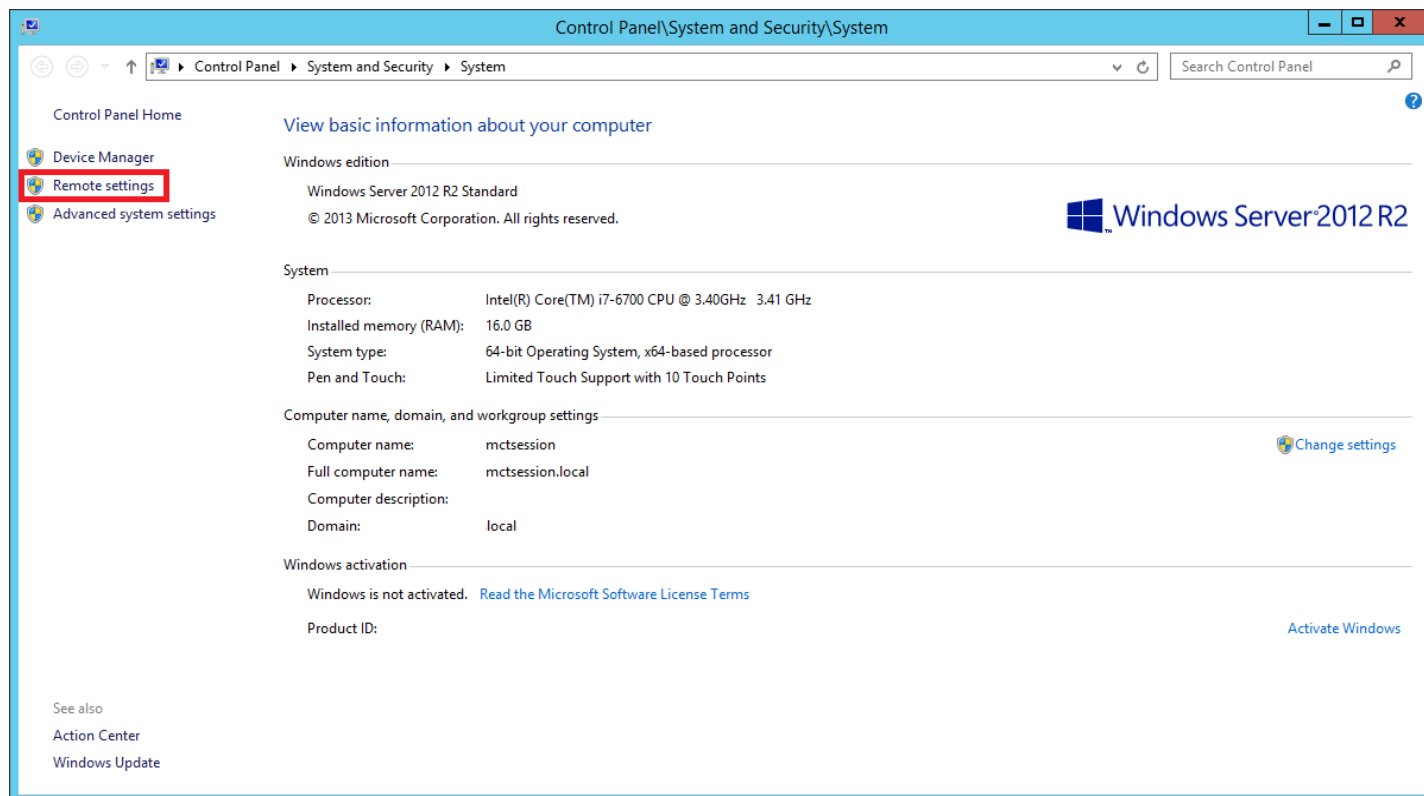 Control Panel\System and Security\System
Control Panel System and Security System
Search Control Panel
Control Panel Home
Device Manager
Remote settings
Advanced system settings
View basic information about your computer
Windows edition
Windows Server 2012 R2 Standard
© 2013 Microsoft Corporation. All rights reserved.
Windows Server 2012 R2
System
Processor: Intel(R) Core(TM) i7-6700 CPU @ 3.40GHz 3.41 GHz
Installed memory (RAM): 16.0 GB
System type: 64-bit Operating System, x64-based processor
Pen and Touch: Limited Touch Support with 10 Touch Points
Computer name, domain, and workgroup settings
Computer name: mctsession Change settings
Full computer name: mctsession.local
Computer description:
Domain: local
Windows activation
Windows is not activated. Read the Microsoft Software License Terms
Product ID: Activate Windows
See also
Action Center
Windows Update